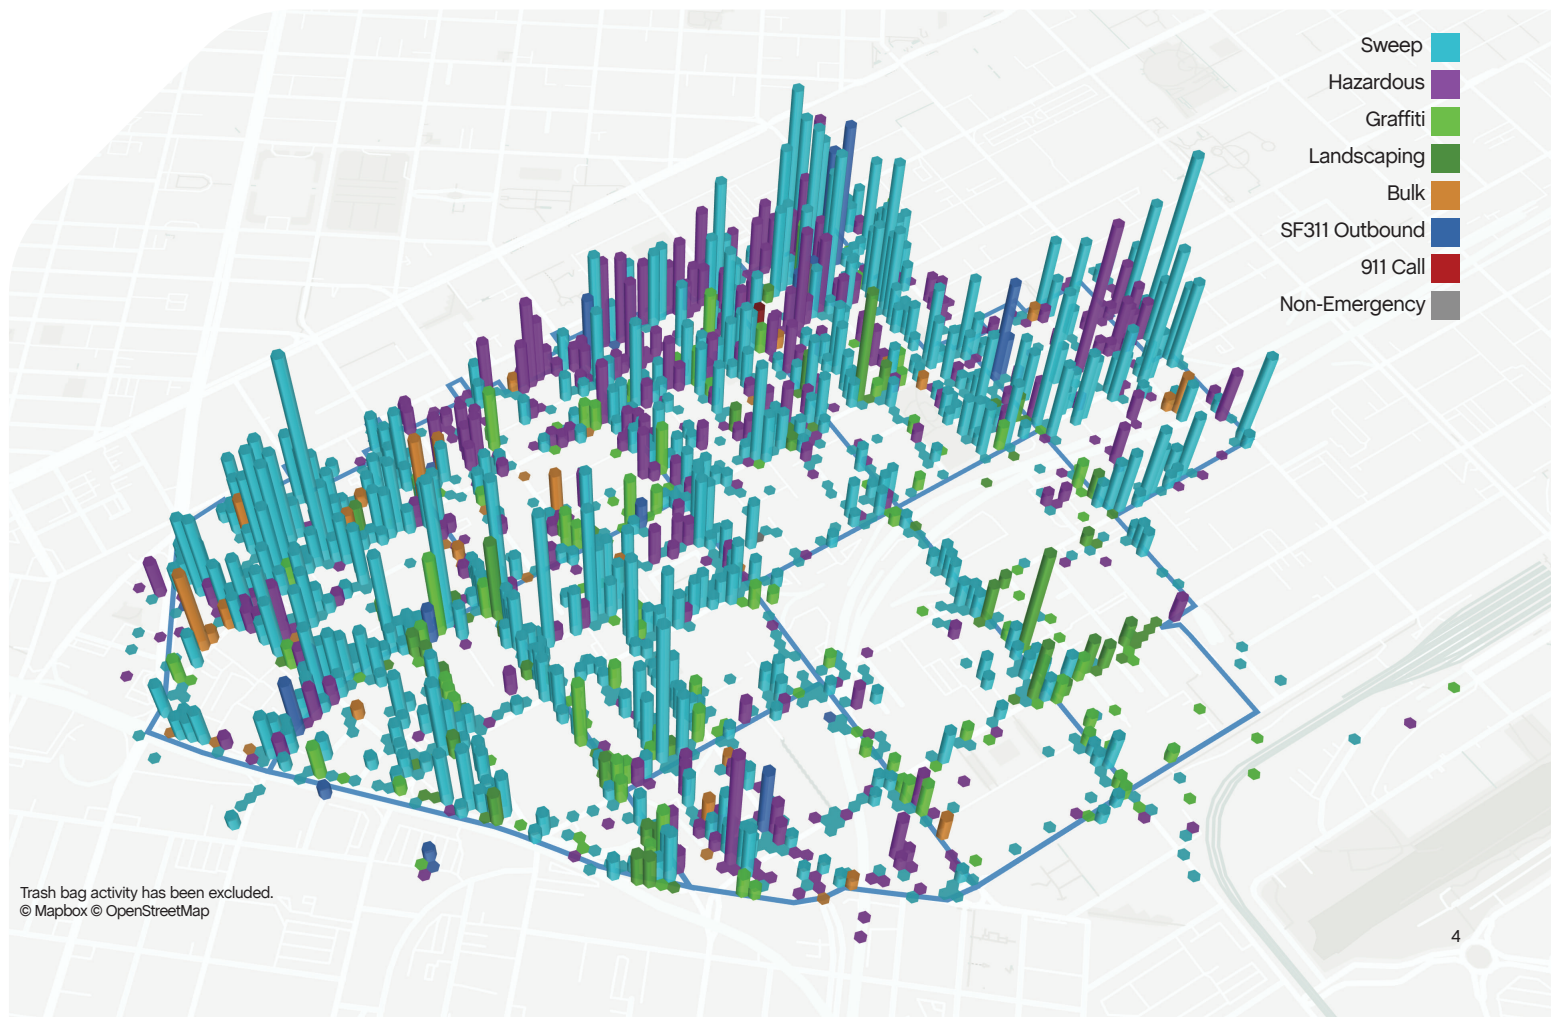 Sweep
Hazardous
Graffiti
Landscaping
Bulk
SF311 Outbound
911 Call
Non-Emergency
Trash bag activity has been excluded.
© Mapbox © OpenStreetMap
4